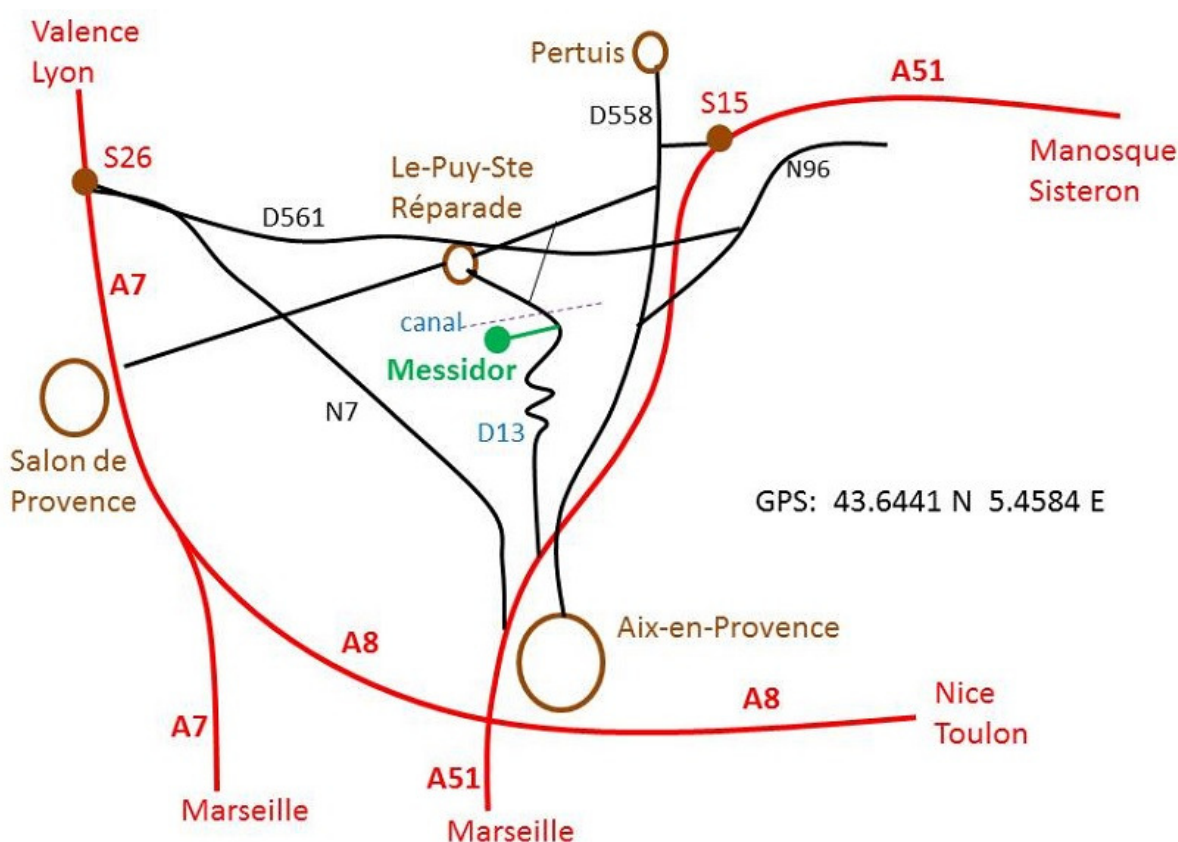 Valence
Lyon
Pertuis
A51
S15
D558
S26
Le-Puy-Ste
Réparade
Manosque
Sisteron
N96
D561
A7
canal
Messidor
N7
D13
Salon de
Provence
GPS: 43.6441 N 5.4584 E
Aix-en-Provence
A8
A8
Nice
Toulon
A7
A51
Marseille
Marseille